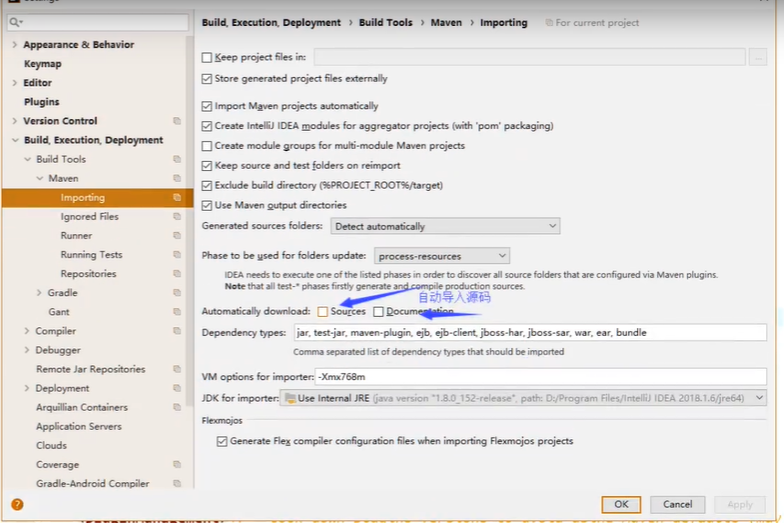 Build, Execution, Deployment › Build Tools › Maven › Importing For current project
Appearance & Behavior
Keymap
Editor
Plugins
Version Control
Build, Execution, Deployment
Build Tools
Maven
Importing
Ignored Files
Runner
Running Tests
Repositories
Gradle
Gant
Compiler
Debugger
Remote Jar Repositories
Deployment
Arquillian Containers
Application Servers
Clouds
Coverage
Gradle-Android Compiler
Keep project files in:
Store generated project files externally
Import Maven projects automatically
Create IntelliJ IDEA modules for aggregator projects (with 'pom' packaging)
Create module groups for multi-module Maven projects
Keep source and test folders on reimport
Exclude build directory (%PROJECT_ROOT%/target)
Use Maven output directories
Generated sources folders: Detect automatically
Phase to be used for folders update: process-resources
IDEA needs to execute one of the listed phases in order to discover all source folders that are configured via Maven plugins.
Note that all test-* phases firstly generate and compile production sources.
自动导入源码
Automatically download: Sources Documentation
Dependency types: jar, test-jar, maven-plugin, ejb, ejb-client, jboss-har, jboss-sar, war, ear, bundle
Comma separated list of dependency types that should be imported
VM options for importer: -Xmx768m
JDK for importer: Use Internal JRE (java version "1.8.0_152-release", path: D:/Program Files/IntelliJ IDEA 2018.1.6/jre64)
Flexmojos
Generate Flex compiler configuration files when importing Flexmojos projects
? OK Cancel Apply